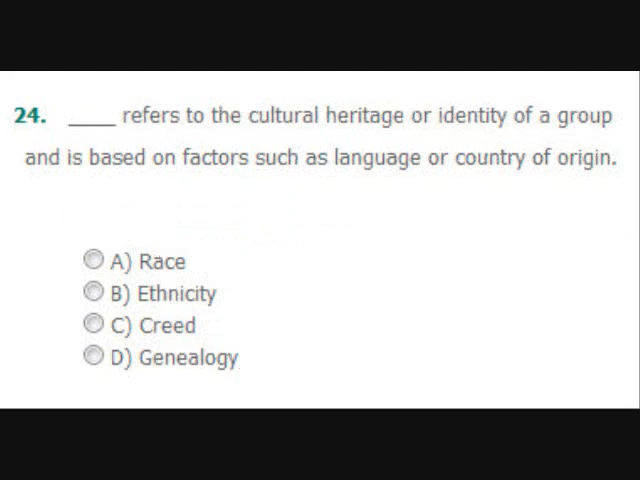 24. ____ refers to the cultural heritage or identity of a group
and is based on factors such as language or country of origin.
A) Race
B) Ethnicity
C) Creed
D) Genealogy